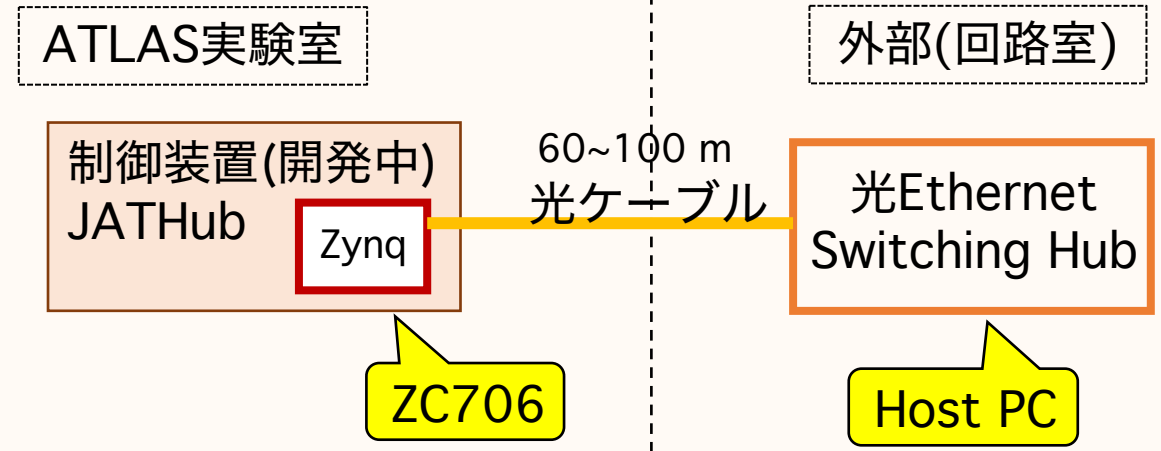 ATLAS実験室
外部(回路室)
制御装置(開発中)
JATHub
Zynq
60~100 m
光ケーブル
光Ethernet
Switching Hub
ZC706
Host PC